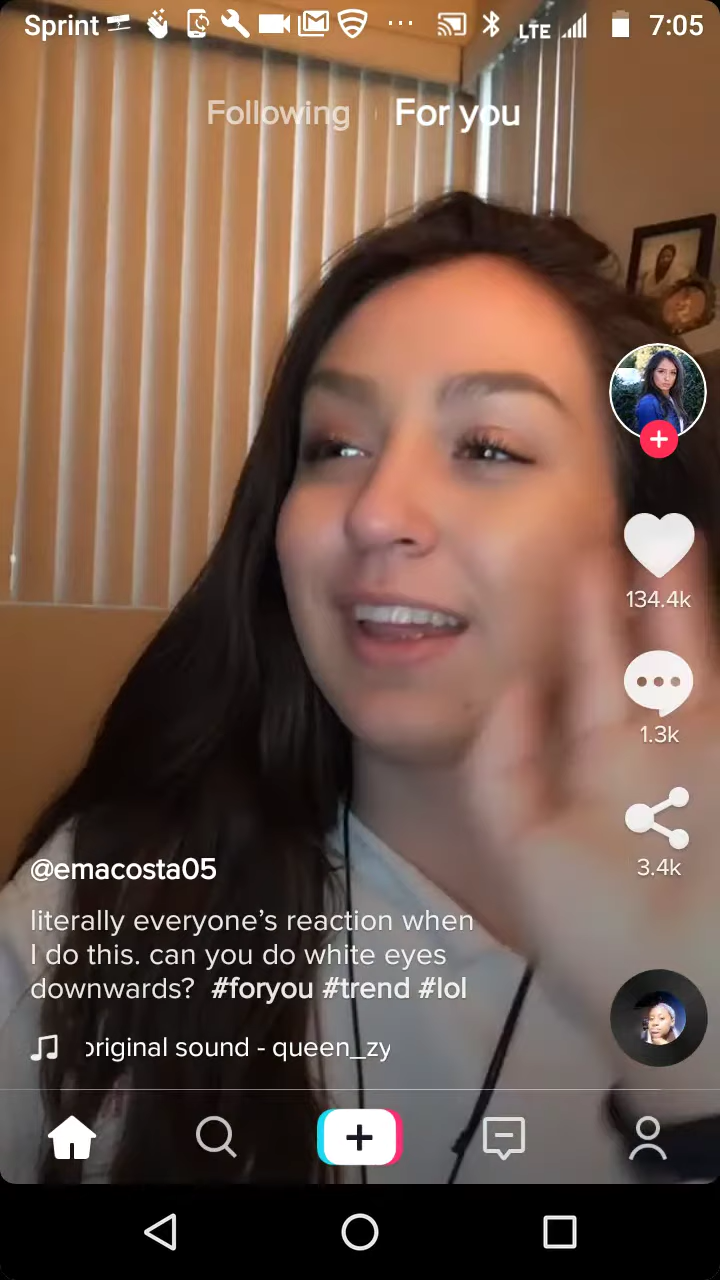 Sprint ... LTE 7:05
Following For you
134.4k
1.3k
3.4k
@emacosta05
literally everyone’s reaction when
I do this. can you do white eyes
downwards? #foryou #trend #lol
original sound - queen_zy